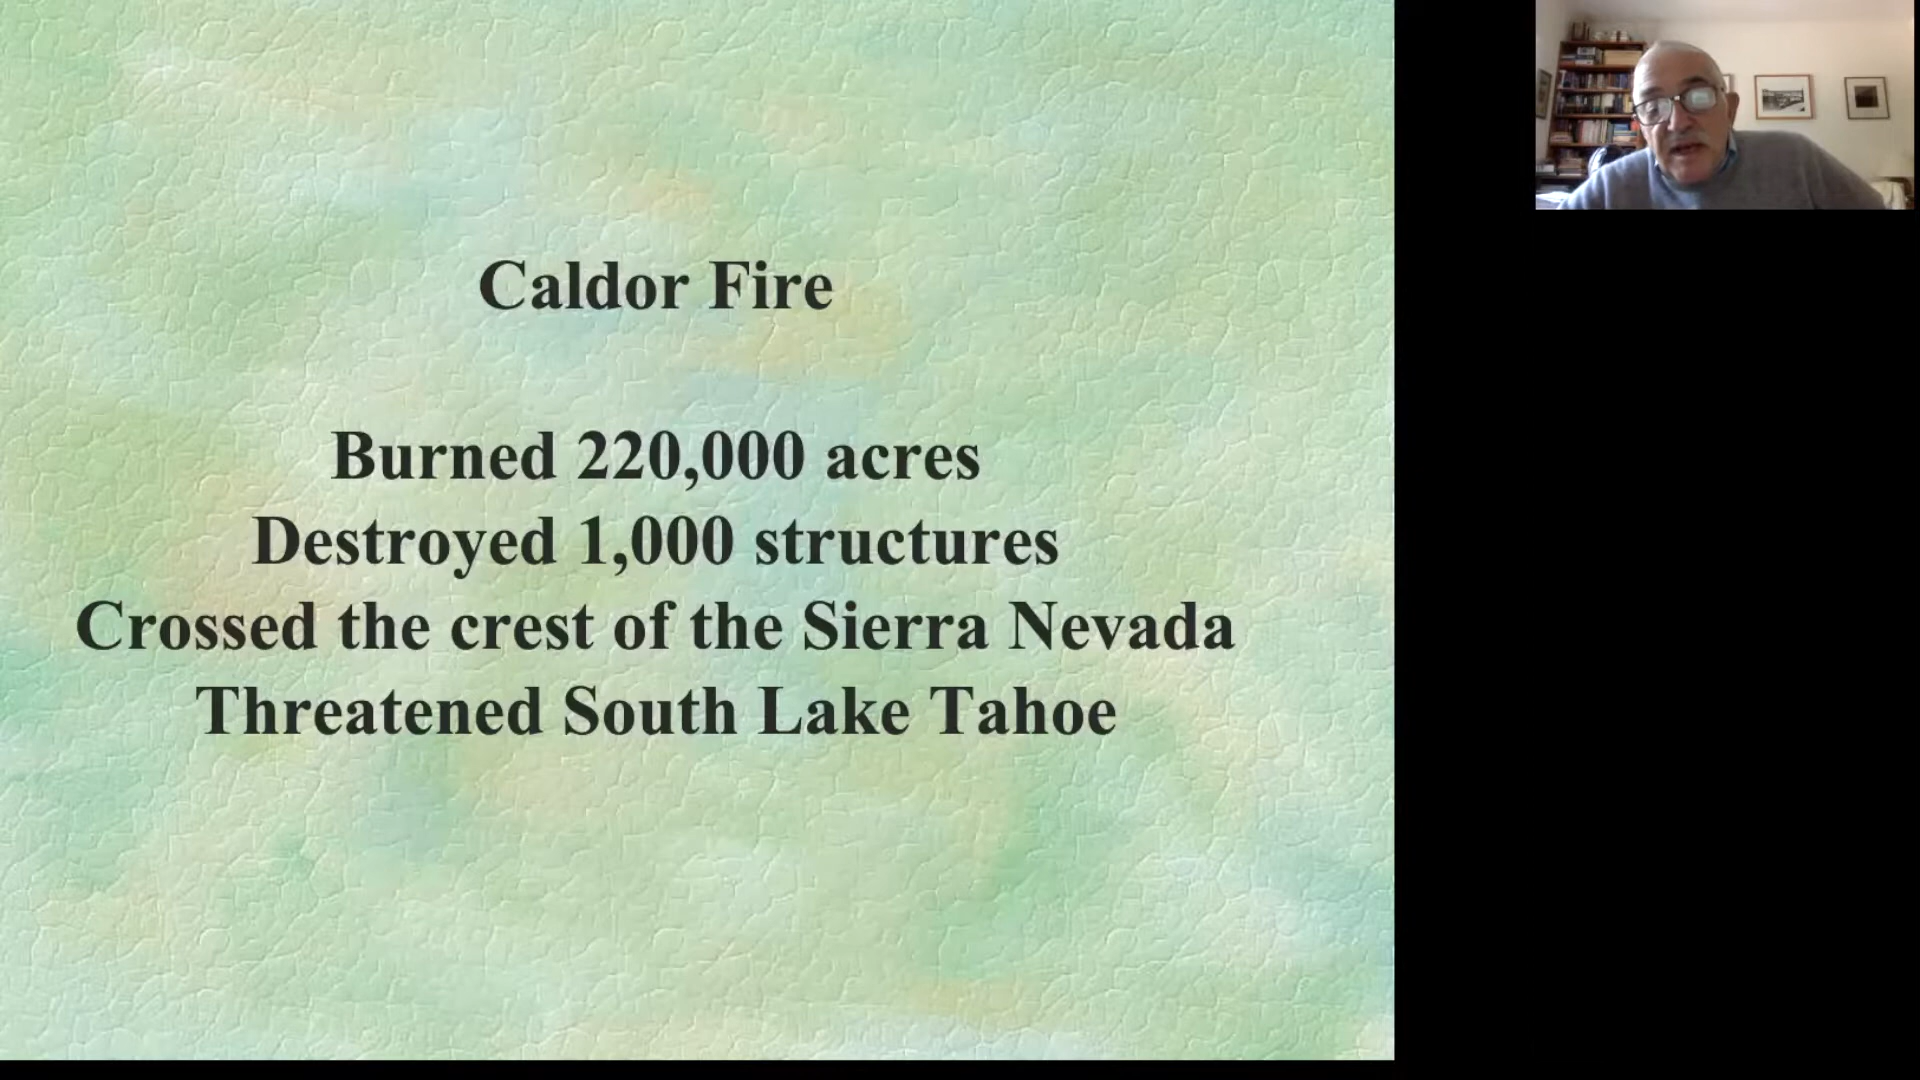 Caldor Fire
Burned 220,000 acres
Destroyed 1,000 structures
Crossed the crest of the Sierra Nevada
Threatened South Lake Tahoe